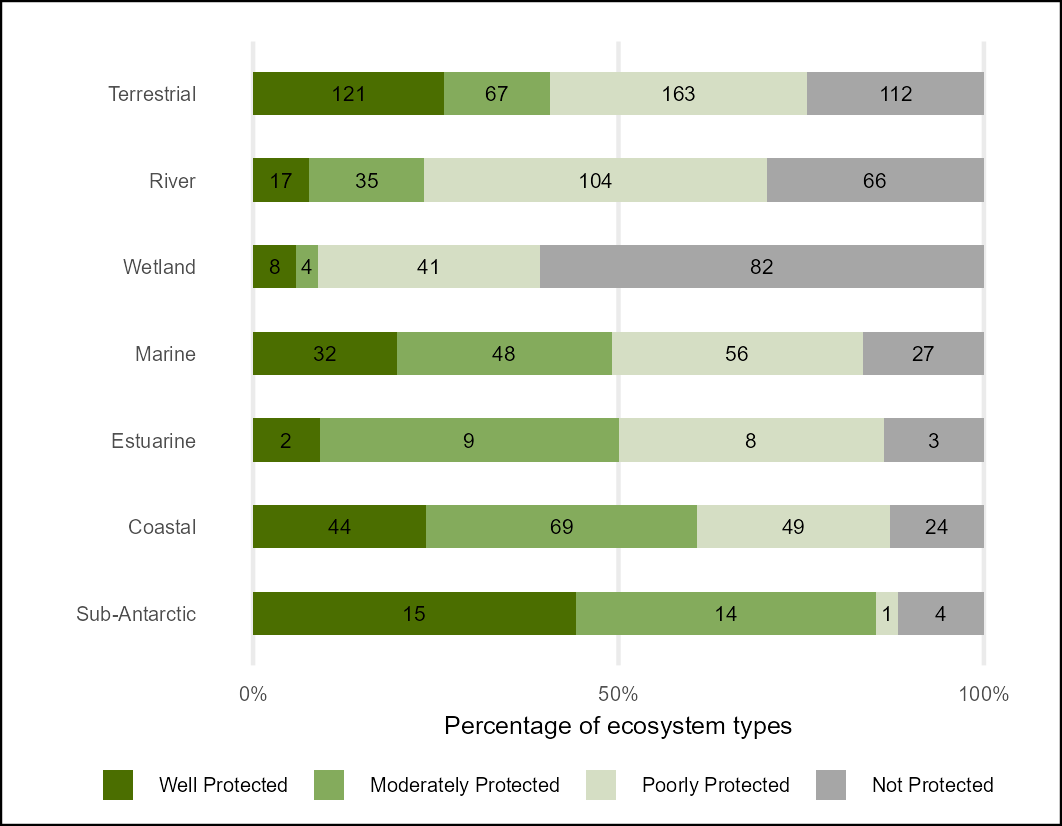 Terrestrial 121 67 163 112
River 17 35 104 66
Wetland 8 4 41 82
Marine 32 48 56 27
Estuarine 2 9 8 3
Coastal 44 69 49 24
Sub-Antarctic 15 14 1 4
0% 50% 100%
Percentage of ecosystem types
Well Protected Moderately Protected Poorly Protected Not Protected